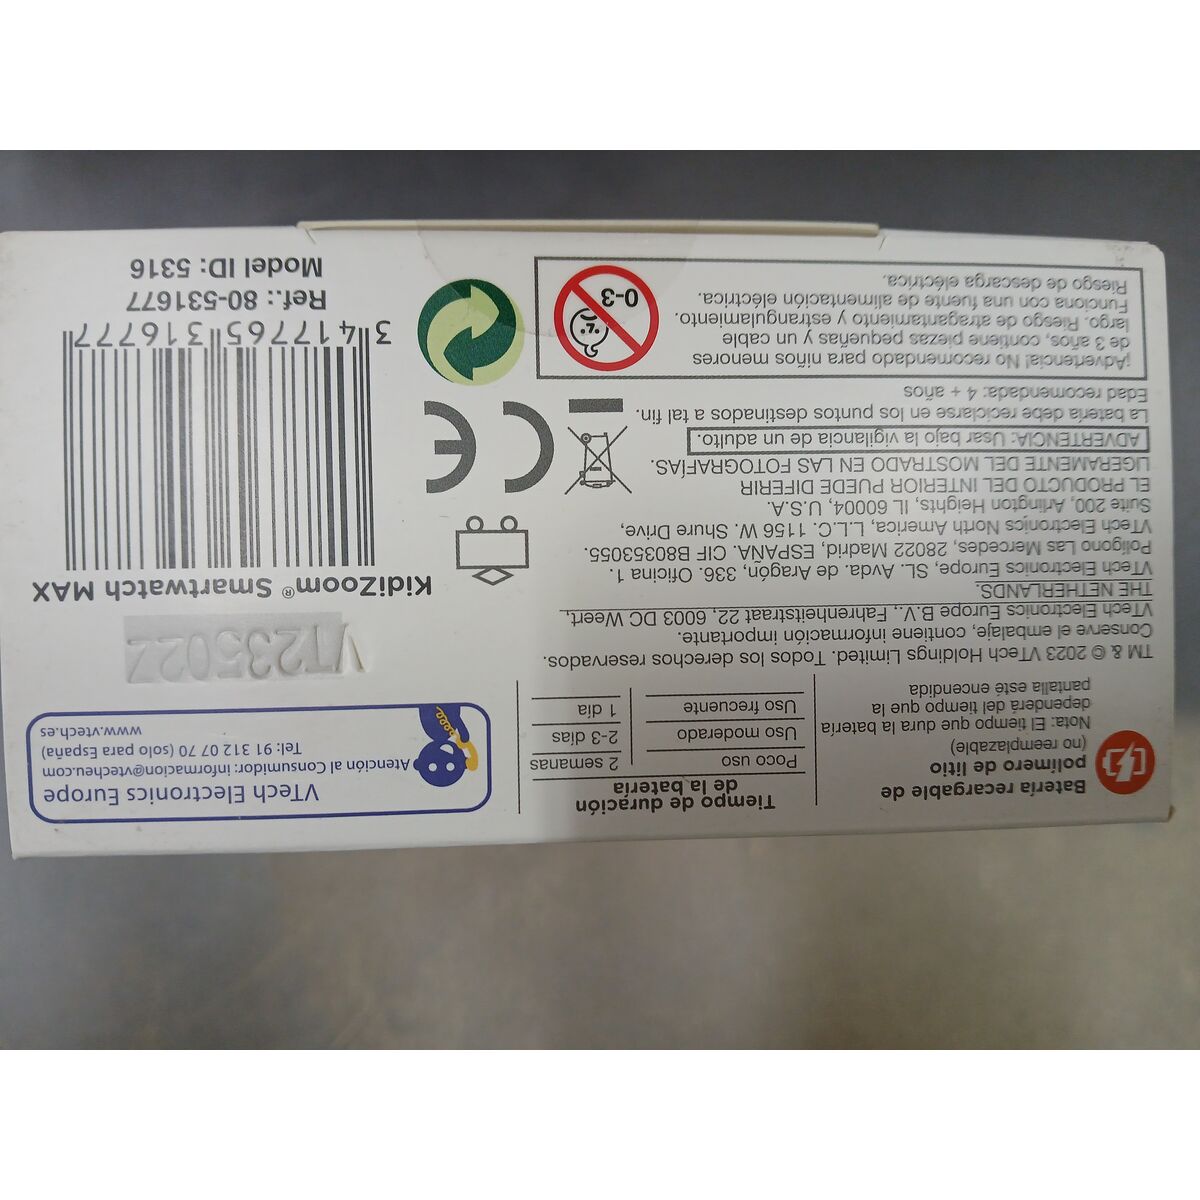 Batería recargable de
polímero de litio
(no reemplazable)
Nota: El tiempo que dura la batería
dependerá del tiempo que la
pantalla esté encendida
Tiempo de duración
de la batería
Poco uso 2 semanas
Uso moderado 2-3 días
Uso frecuente 1 día
VTech Electronics Europe
Atención al Consumidor: informacion@vtecheu.com
Tel: 91 312 07 70 (solo para España)
www.vtech.es
TM & © 2023 VTech Holdings Limited. Todos los derechos reservados.
Conserve el embalaje, contiene información importante.
VTech Electronics Europe B.V., Fahrenheitstraat 22, 6003 DC Weert,
THE NETHERLANDS.
VTech Electronics Europe, SL. Avda. de Aragón, 336. Oficina 1.
Polígono Las Mercedes, 28022, Madrid, ESPAÑA. CIF B80353055.
VTech Electronics North America, L.L.C. 1156 W. Shure Drive,
Suite 200, Arlington Heights, IL 60004, U.S.A.
EL PRODUCTO DEL INTERIOR PUEDE DIFERIR
LIGERAMENTE DEL MOSTRADO EN LAS FOTOGRAFÍAS.
ADVERTENCIA: Usar bajo la vigilancia de un adulto.
La batería debe reciclarse en los puntos destinados a tal fin.
Edad recomendada: 4 + años
¡Advertencia! No recomendado para niños menores
de 3 años, contiene piezas pequeñas y un cable
largo. Riesgo de atragantamiento y estrangulamiento.
Funciona con una fuente de alimentación eléctrica.
Riesgo de descarga eléctrica.
0-3
CE
VT23502Z
KidiZoom® Smartwatch MAX
3 417765 316777
Ref.: 80-531677
Model ID: 5316